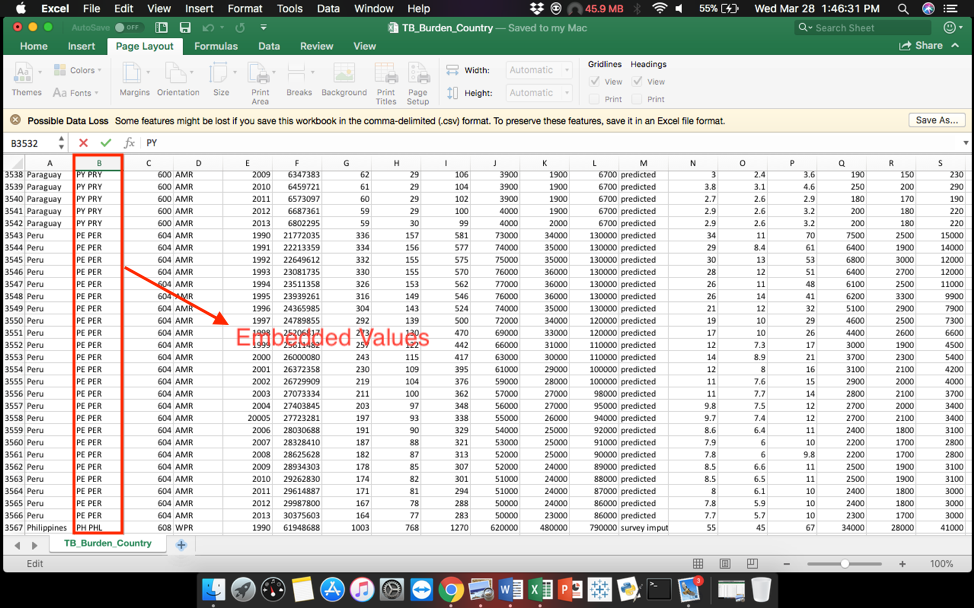 Excel File Edit View Insert Format Tools Data Window Help 45.9 MB 55% Wed Mar 28 1:46:31 PM
AutoSave OFF TB_Burden_Country — Saved to my Mac Search Sheet
Home Insert Page Layout Formulas Data Review View Share
Themes Colors Aa Fonts Margins Orientation Size Print Area Breaks Background Print Titles Page Setup Width: Automatic Height: Automatic Gridlines View Print Headings View Print
Possible Data Loss Some features might be lost if you save this workbook in the comma-delimited (.csv) format. To preserve these features, save it in an Excel file format. Save As...
B3532 fx PY
A B C D E F G H I J K L M N O P Q R S
3538 Paraguay PY PRY 600 AMR 2009 6347383 62 29 106 3900 1900 6700 predicted 3 2.4 3.6 190 150 230
3539 Paraguay PY PRY 600 AMR 2010 6459721 61 29 104 3900 1900 6700 predicted 3.8 3.1 4.6 250 200 290
3540 Paraguay PY PRY 600 AMR 2011 6573097 60 29 102 3900 1900 6700 predicted 2.7 2.6 2.9 180 170 190
3541 Paraguay PY PRY 600 AMR 2012 6687361 59 29 100 4000 1900 6700 predicted 2.9 2.6 3.2 200 180 220
3542 Paraguay PY PRY 600 AMR 2013 6802295 59 30 99 4000 2000 6700 predicted 2.9 2.6 3.2 200 180 220
3543 Peru PE PER 604 AMR 1990 21772035 336 157 581 73000 34000 130000 predicted 34 11 70 7500 2500 15000
3544 Peru PE PER 604 AMR 1991 22213359 334 156 577 74000 35000 130000 predicted 29 8.4 61 6400 1900 14000
3545 Peru PE PER 604 AMR 1992 22649612 332 155 575 75000 35000 130000 predicted 30 13 53 6800 3000 12000
3546 Peru PE PER 604 AMR 1993 23081735 330 155 570 76000 36000 130000 predicted 28 12 51 6400 2700 12000
3547 Peru PE PER 604 AMR 1994 23511358 326 153 562 77000 36000 130000 predicted 26 11 48 6100 2500 11000
3548 Peru PE PER 604 AMR 1995 23939261 316 149 546 76000 36000 130000 predicted 26 14 41 6200 3300 9900
3549 Peru PE PER 604 AMR 1996 24365985 304 143 524 74000 35000 130000 predicted 21 12 32 5100 2900 7900
3550 Peru PE PER 604 AMR 1997 24789855 292 139 500 72000 34000 120000 predicted 19 10 29 4600 2500 7300
3551 Peru PE PER 604 AMR 1998 130 470 69000 33000 120000 predicted 17 10 26 4400 2600 6600
Embedded Values
3552 Peru PE PER 604 AMR 1999 442 66000 31000 110000 predicted 12 7.3 17 3000 1900 4500
3553 Peru PE PER 604 AMR 2000 26000080 243 115 417 63000 30000 110000 predicted 14 8.9 21 3700 2300 5400
3554 Peru PE PER 604 AMR 2001 26372358 230 109 395 61000 29000 100000 predicted 12 8 16 3100 2100 4200
3555 Peru PE PER 604 AMR 2002 26729909 219 104 376 59000 28000 100000 predicted 11 7.6 15 2900 2000 4000
3556 Peru PE PER 604 AMR 2003 27073334 211 100 362 57000 27000 98000 predicted 11 7.7 14 2800 2100 3700
3557 Peru PE PER 604 AMR 2004 27403845 203 97 348 56000 27000 95000 predicted 9.8 7.5 12 2700 2000 3400
3558 Peru PE PER 604 AMR 20005 27723281 197 93 338 55000 26000 94000 predicted 9.7 7.4 12 2700 2100 3400
3559 Peru PE PER 604 AMR 2006 28030688 191 90 329 54000 25000 92000 predicted 8.6 6.4 11 2400 1800 3100
3560 Peru PE PER 604 AMR 2007 28328410 187 88 321 53000 25000 91000 predicted 7.9 6 10 2200 1700 2800
3561 Peru PE PER 604 AMR 2008 28625628 182 87 313 52000 25000 90000 predicted 7.8 6 9.8 2200 1700 2800
3562 Peru PE PER 604 AMR 2009 28934303 178 85 307 52000 24000 89000 predicted 8.5 6.6 11 2500 1900 3100
3563 Peru PE PER 604 AMR 2010 29262830 174 82 301 51000 24000 88000 predicted 8.5 6.5 11 2500 1900 3100
3564 Peru PE PER 604 AMR 2011 29614887 171 81 294 51000 24000 87000 predicted 8 6.1 10 2400 1800 3000
3565 Peru PE PER 604 AMR 2012 29987800 167 78 288 50000 24000 86000 predicted 7.8 5.9 10 2400 1800 3000
3566 Peru PE PER 604 AMR 2013 30375603 164 77 283 50000 23000 86000 predicted 7.7 5.7 10 2300 1700 3000
3567 Philippines PH PHL 608 WPR 1990 61948688 1003 768 1270 620000 480000 790000 survey imput 55 45 67 34000 28000 41000
TB_Burden_Country
Edit 100%